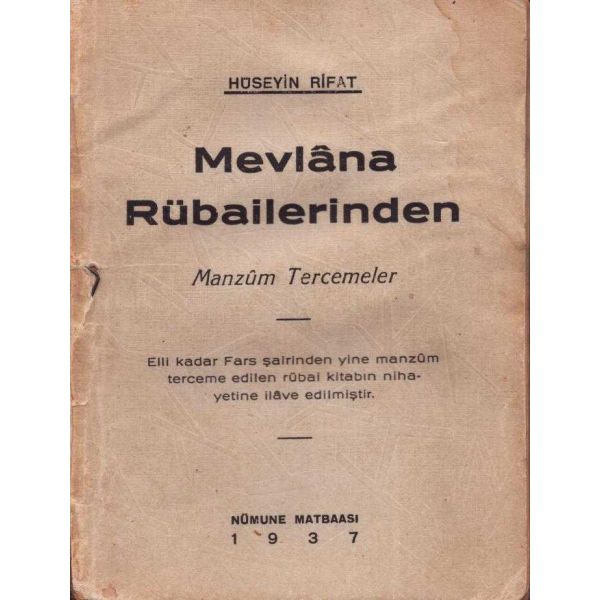 HÜSEYİN RİFAT
Mevlâna
Rübailerinden
Manzûm Tercemeler
Elli kadar Fars şairinden yine manzûm
terceme edilen rübai kitabın niha-
yetine ilâve edilmiştir.
NÜMUNE MATBAASI
1 9 3 7